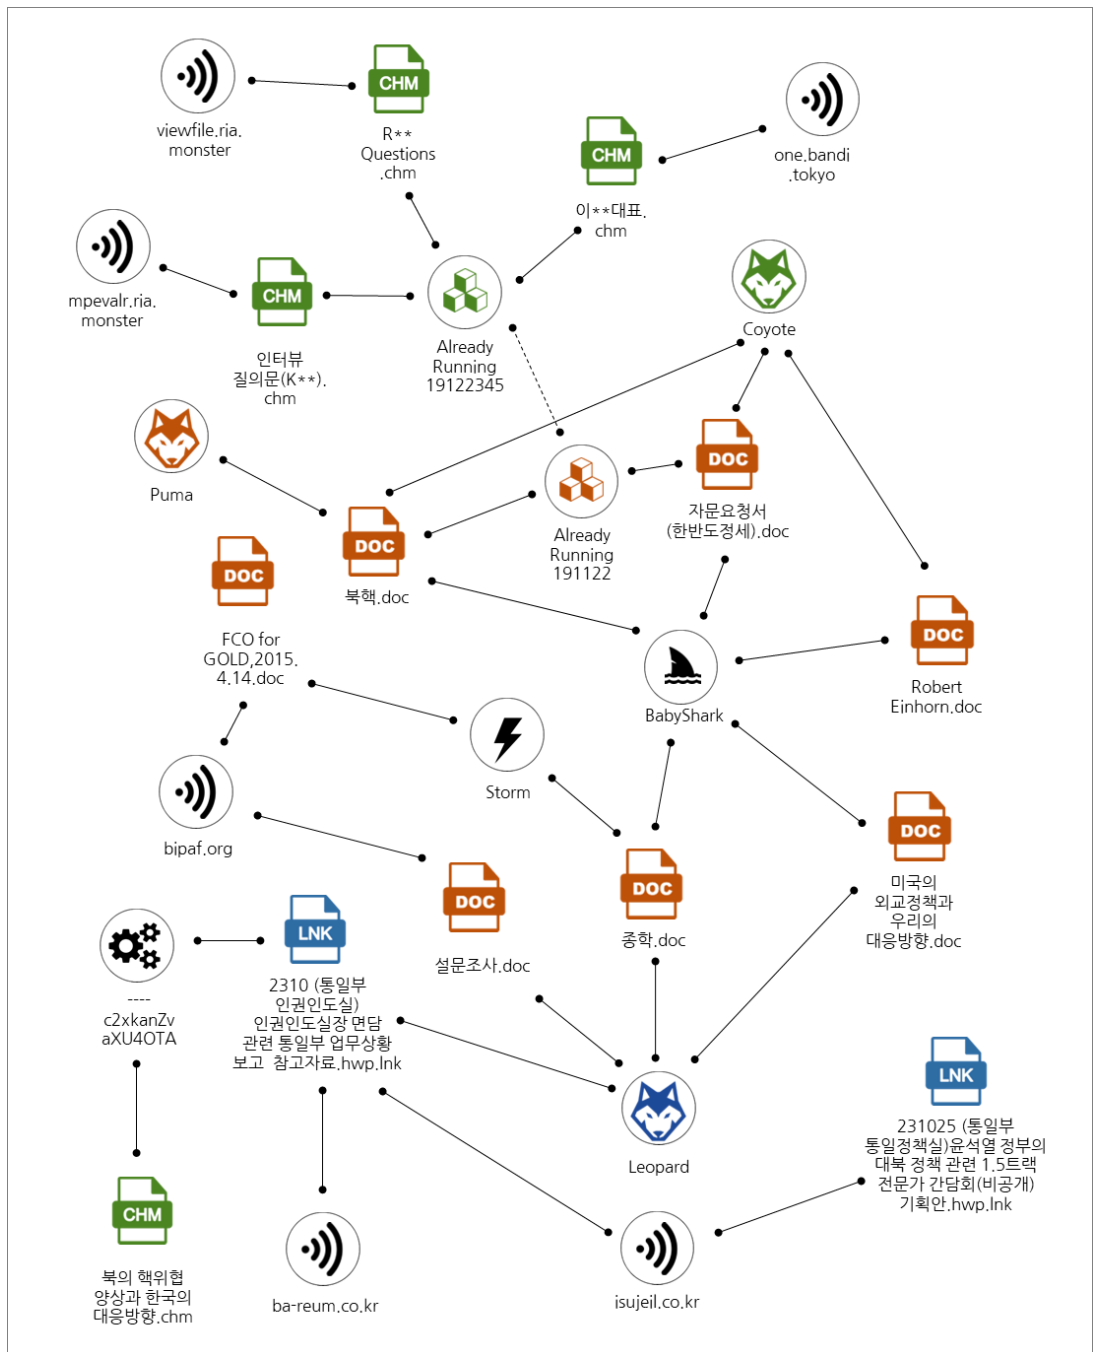 CHM
viewfile.ria.
monster
R**
Questions
.chm
CHM
one.bandi
.tokyo
이**대표.
chm
mpevalr.ria.
monster
CHM
인터뷰
질의문(K**).
chm
Already
Running
19122345
Coyote
Puma
DOC
북핵.doc
Already
Running
191122
DOC
자문요청서
(한반도정세).doc
DOC
FCO for
GOLD,2015.
4.14.doc
BabyShark
DOC
Robert
Einhorn.doc
Storm
bipaf.org
DOC
설문조사.doc
DOC
종학.doc
DOC
미국의
외교정책과
우리의
대응방향.doc
----
c2xkanZv
aXU4OTA
LNK
2310 (통일부
인권인도실)
인권인도실장 면담
관련 통일부 업무상황
보고 참고자료.hwp.lnk
Leopard
LNK
231025 (통일부
통일정책실)윤석열 정부의
대북 정책 관련 1.5트랙
전문가 간담회(비공개)
기획안.hwp.lnk
CHM
북의 핵위협
양상과 한국의
대응방향.chm
ba-reum.co.kr
isujeil.co.kr